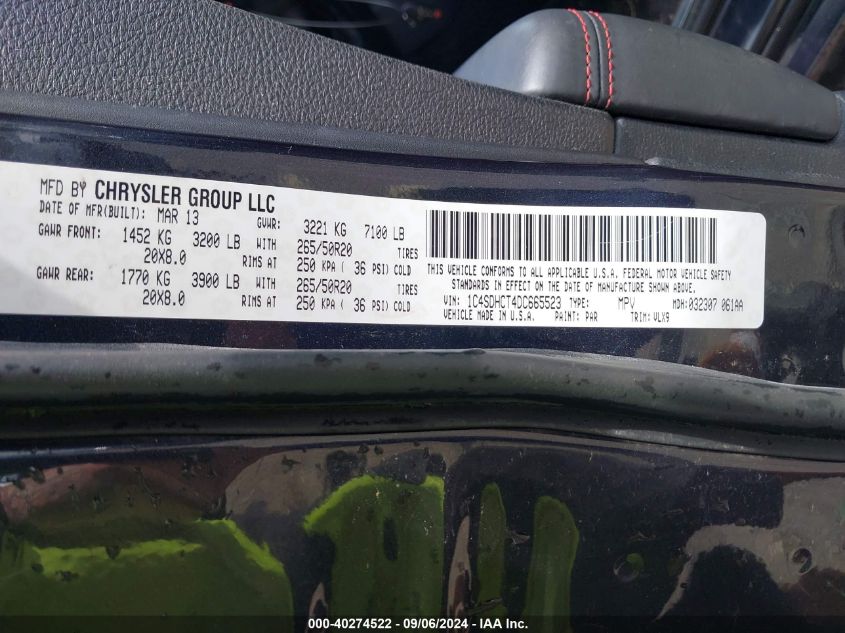 MFD BY CHRYSLER GROUP LLC
DATE OF MFR(BUILT): MAR 13 GVWR: 3221 KG 7100 LB
GAWR FRONT: 1452 KG 3200 LB WITH 265/50R20 TIRES
20X8.0 RIMS AT 250 KPA ( 36 PSI) COLD
GAWR REAR: 1770 KG 3900 LB WITH 265/50R20 TIRES
20X8.0 RIMS AT 250 KPA ( 36 PSI) COLD
THIS VEHICLE CONFORMS TO ALL APPLICABLE U.S.A. FEDERAL MOTOR VEHICLE SAFETY
STANDARDS IN EFFECT ON THE DATE OF MANUFACTURE SHOWN ABOVE.
VIN: 1C4SDHCT4DC665523 TYPE: MPV MDH: 032307 061AA
VEHICLE MADE IN U.S.A. PAINT: PAR TRIM: VLX9
000-40274522 - 09/06/2024 - IAA Inc.